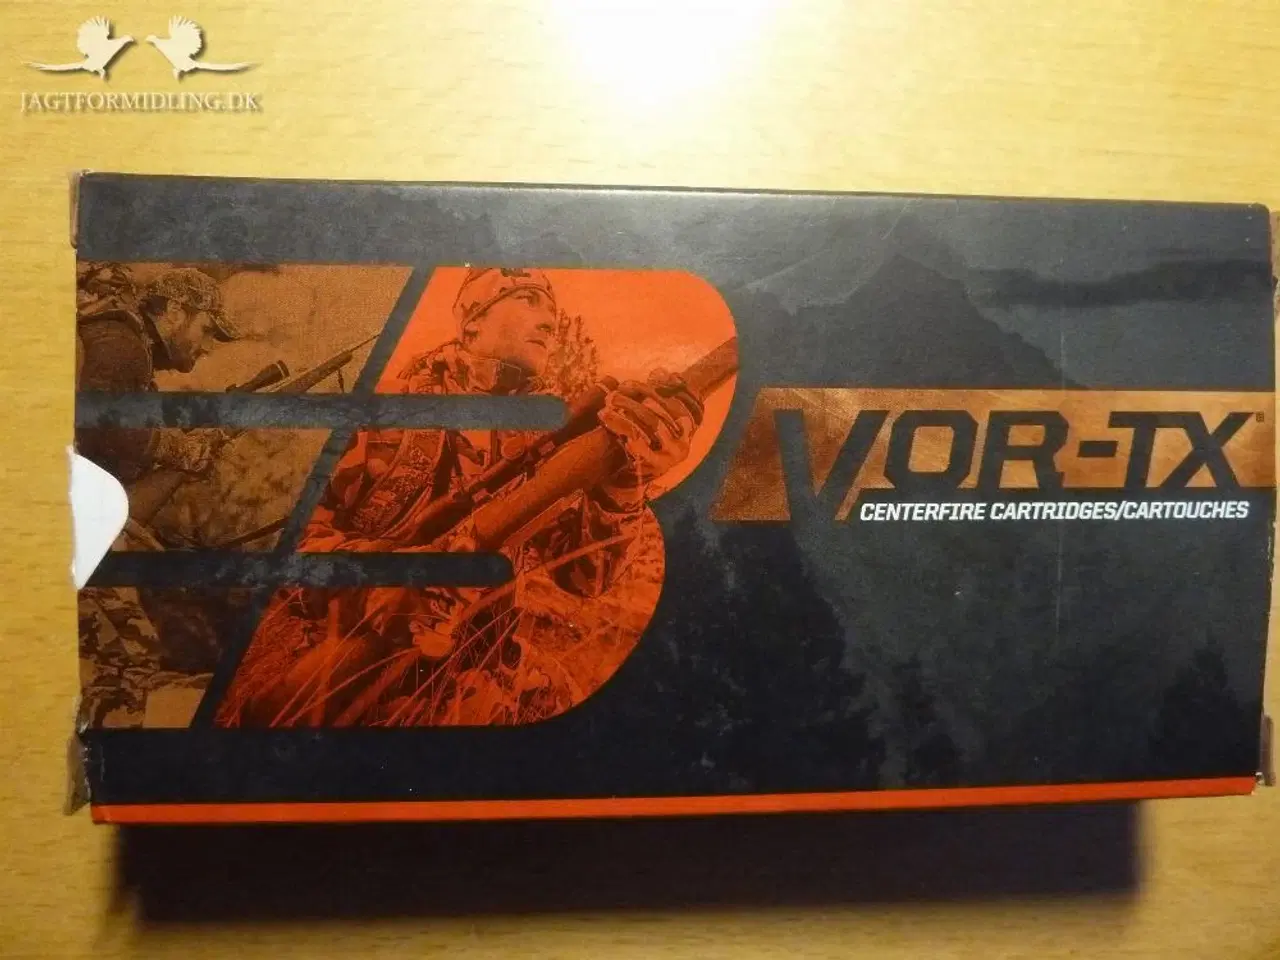 JAGTFORMIDLING.DK
B
VOR-TX®
CENTERFIRE CARTRIDGES/CARTOUCHES